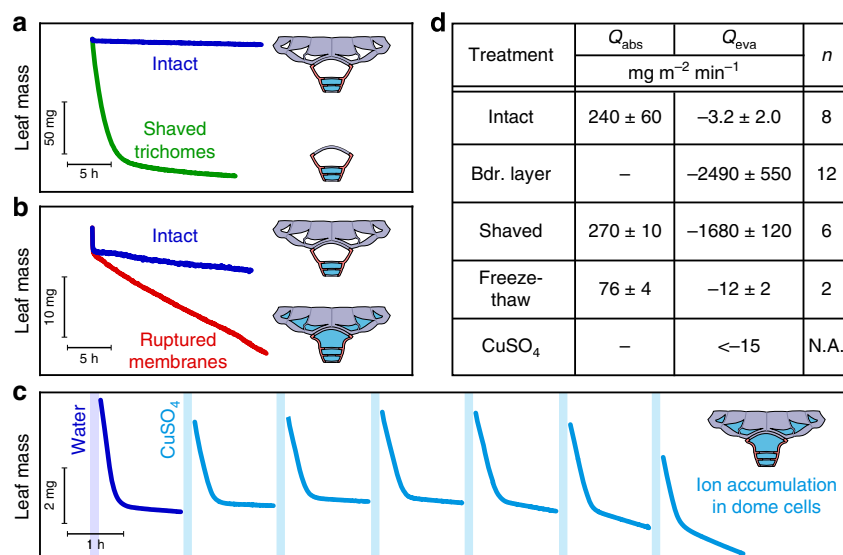 a
Leaf mass
50 mg
5 h
Intact
Shaved
trichomes
b
Leaf mass
10 mg
5 h
Intact
Ruptured
membranes
d
Treatment
Q_abs
Q_eva
n
mg m⁻² min⁻¹
Intact
240 ± 60
–3.2 ± 2.0
8
Bdr. layer
–
–2490 ± 550
12
Shaved
270 ± 10
–1680 ± 120
6
Freeze-
thaw
76 ± 4
–12 ± 2
2
CuSO₄
–
<–15
N.A.
c
Leaf mass
2 mg
1 h
Water
CuSO₄
Ion accumulation
in dome cells